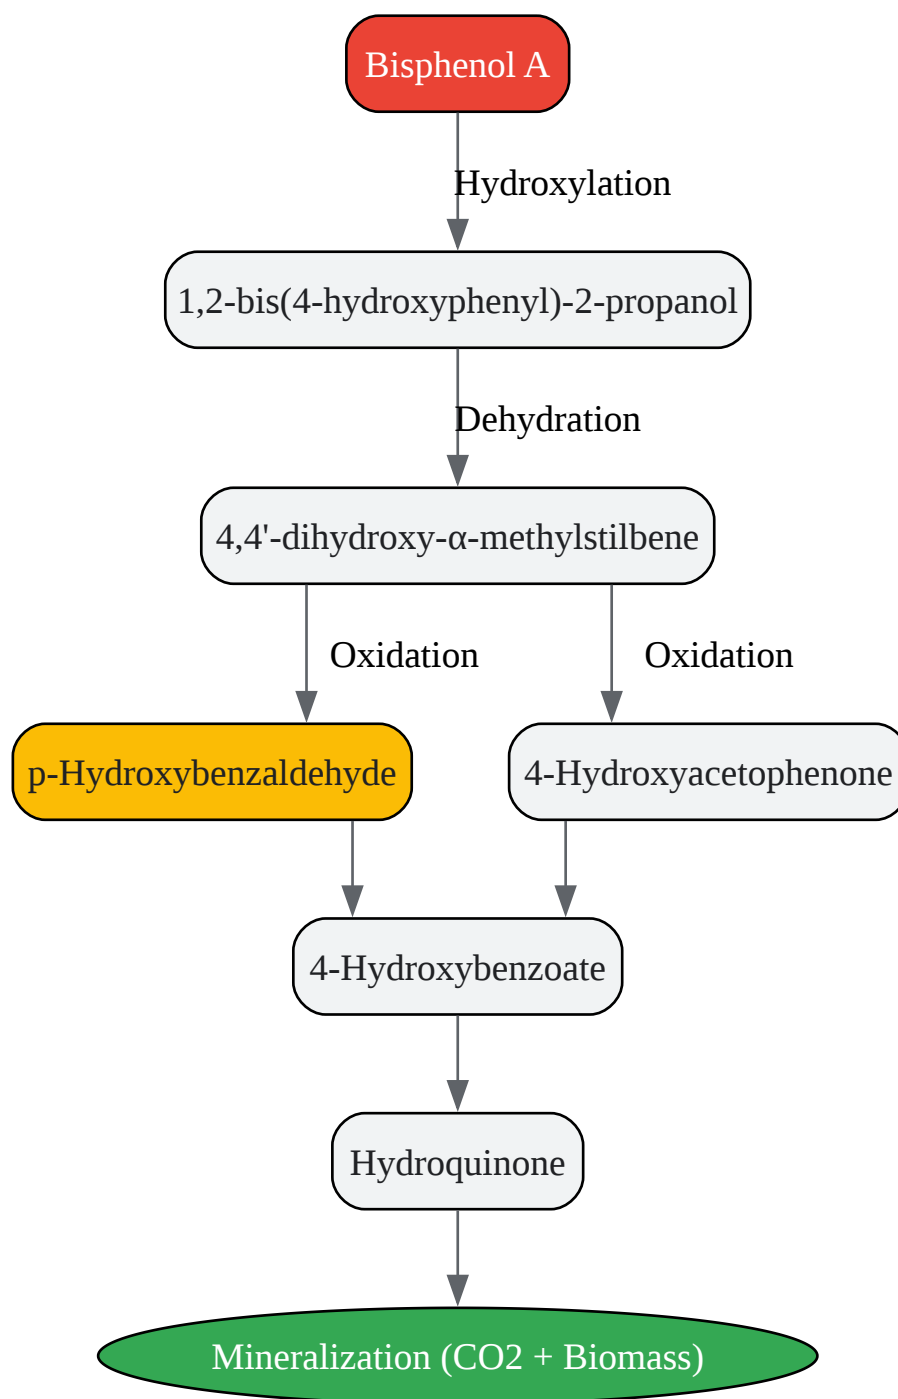 Bisphenol A
Hydroxylation
1,2-bis(4-hydroxyphenyl)-2-propanol
Dehydration
4,4'-dihydroxy-α-methylstilbene
Oxidation
Oxidation
p-Hydroxybenzaldehyde
4-Hydroxyacetophenone
4-Hydroxybenzoate
Hydroquinone
Mineralization (CO2 + Biomass)